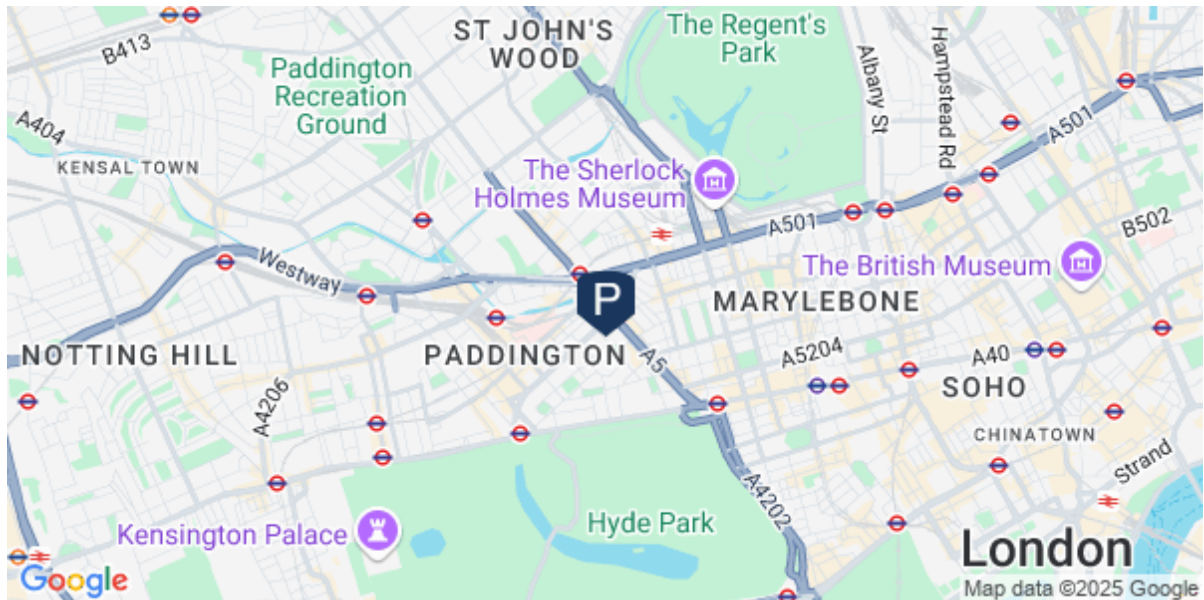 B413
ST JOHN'S
WOOD
The Regent's
Park
Albany St
Hampstead Rd
Paddington
Recreation
Ground
A404
A501
KENSAL TOWN
The Sherlock
Holmes Museum
A501
B502
Westway
P
The British Museum
MARYLEBONE
NOTTING HILL
PADDINGTON
A5
A5204
A40
SOHO
A4206
CHINATOWN
Strand
A4202
Kensington Palace
Hyde Park
London
Google
Map data ©2025 Google